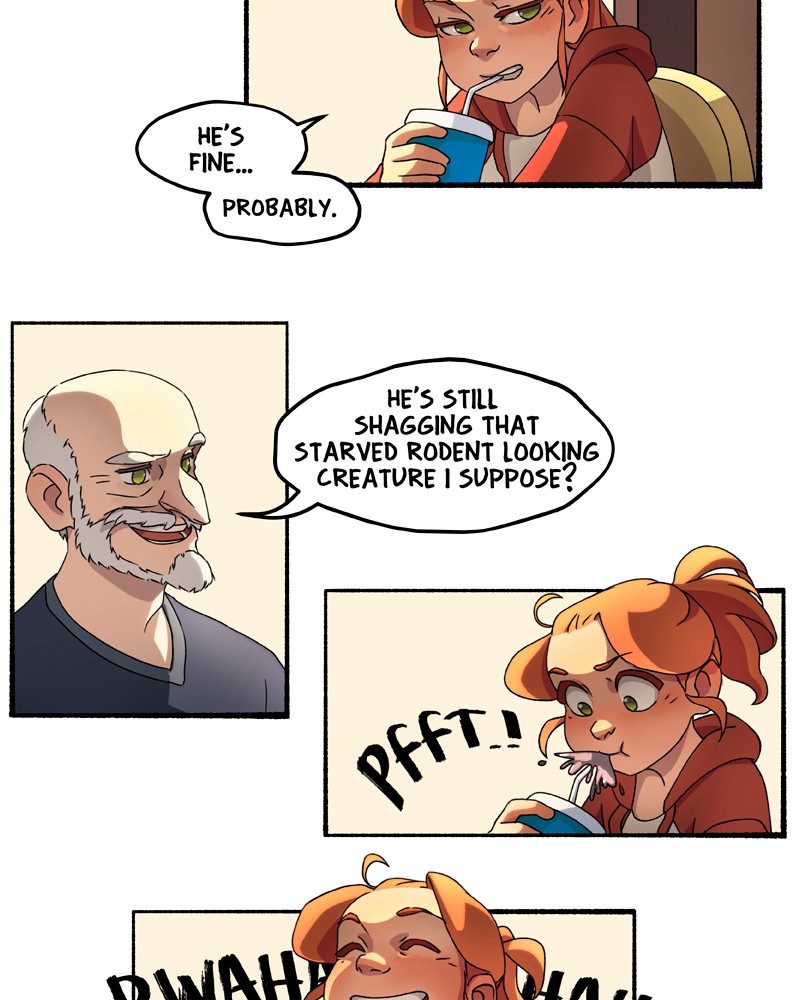 HE'S
FINE...
PROBABLY.
HE'S STILL
SHAGGING THAT
STARVED RODENT LOOKING
CREATURE I SUPPOSE?
PFFT!